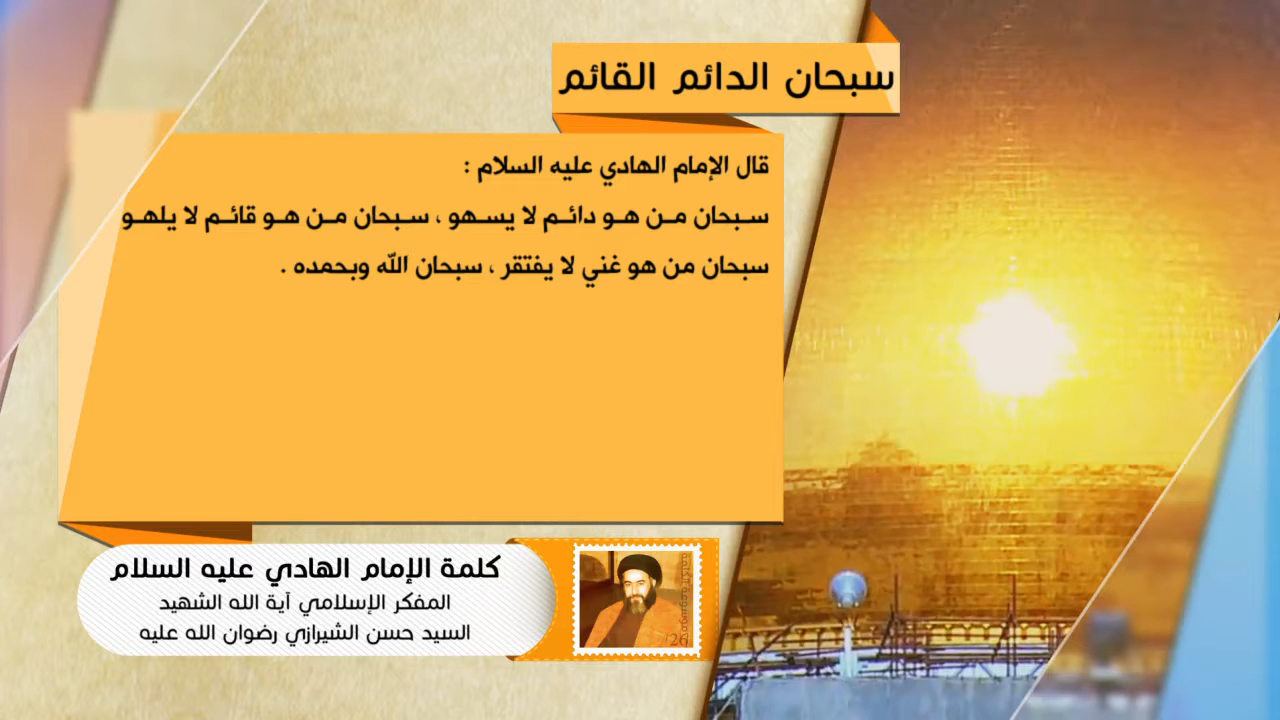 سبحان الدائم القائم
قال الإمام الهادي عليه السلام :
سبحان من هو دائم لا يسهو ، سبحان من هو قائم لا يلهو
سبحان من هو غني لا يفتقر ، سبحان الله وبحمده .
كلمة الإمام الهادي عليه السلام
المفكر الإسلامي آية الله الشهيد
السيد حسن الشيرازي رضوان الله عليه